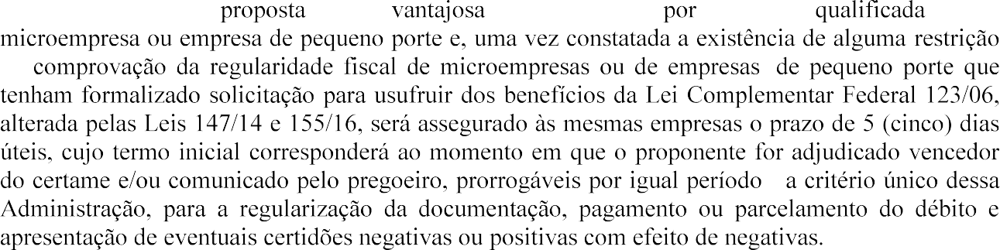 proposta vantajosa por qualificada
microempresa ou empresa de pequeno porte e, uma vez constatada a existência de alguma restrição
comprovação da regularidade fiscal de microempresas ou de empresas de pequeno porte que
tenham formalizado solicitação para usufruir dos benefícios da Lei Complementar Federal 123/06,
alterada pelas Leis 147/14 e 155/16, será assegurado às mesmas empresas o prazo de 5 (cinco) dias
úteis, cujo termo inicial corresponderá ao momento em que o proponente for adjudicado vencedor
do certame e/ou comunicado pelo pregoeiro, prorrogáveis por igual período a critério único dessa
Administração, para a regularização da documentação, pagamento ou parcelamento do débito e
apresentação de eventuais certidões negativas ou positivas com efeito de negativas.